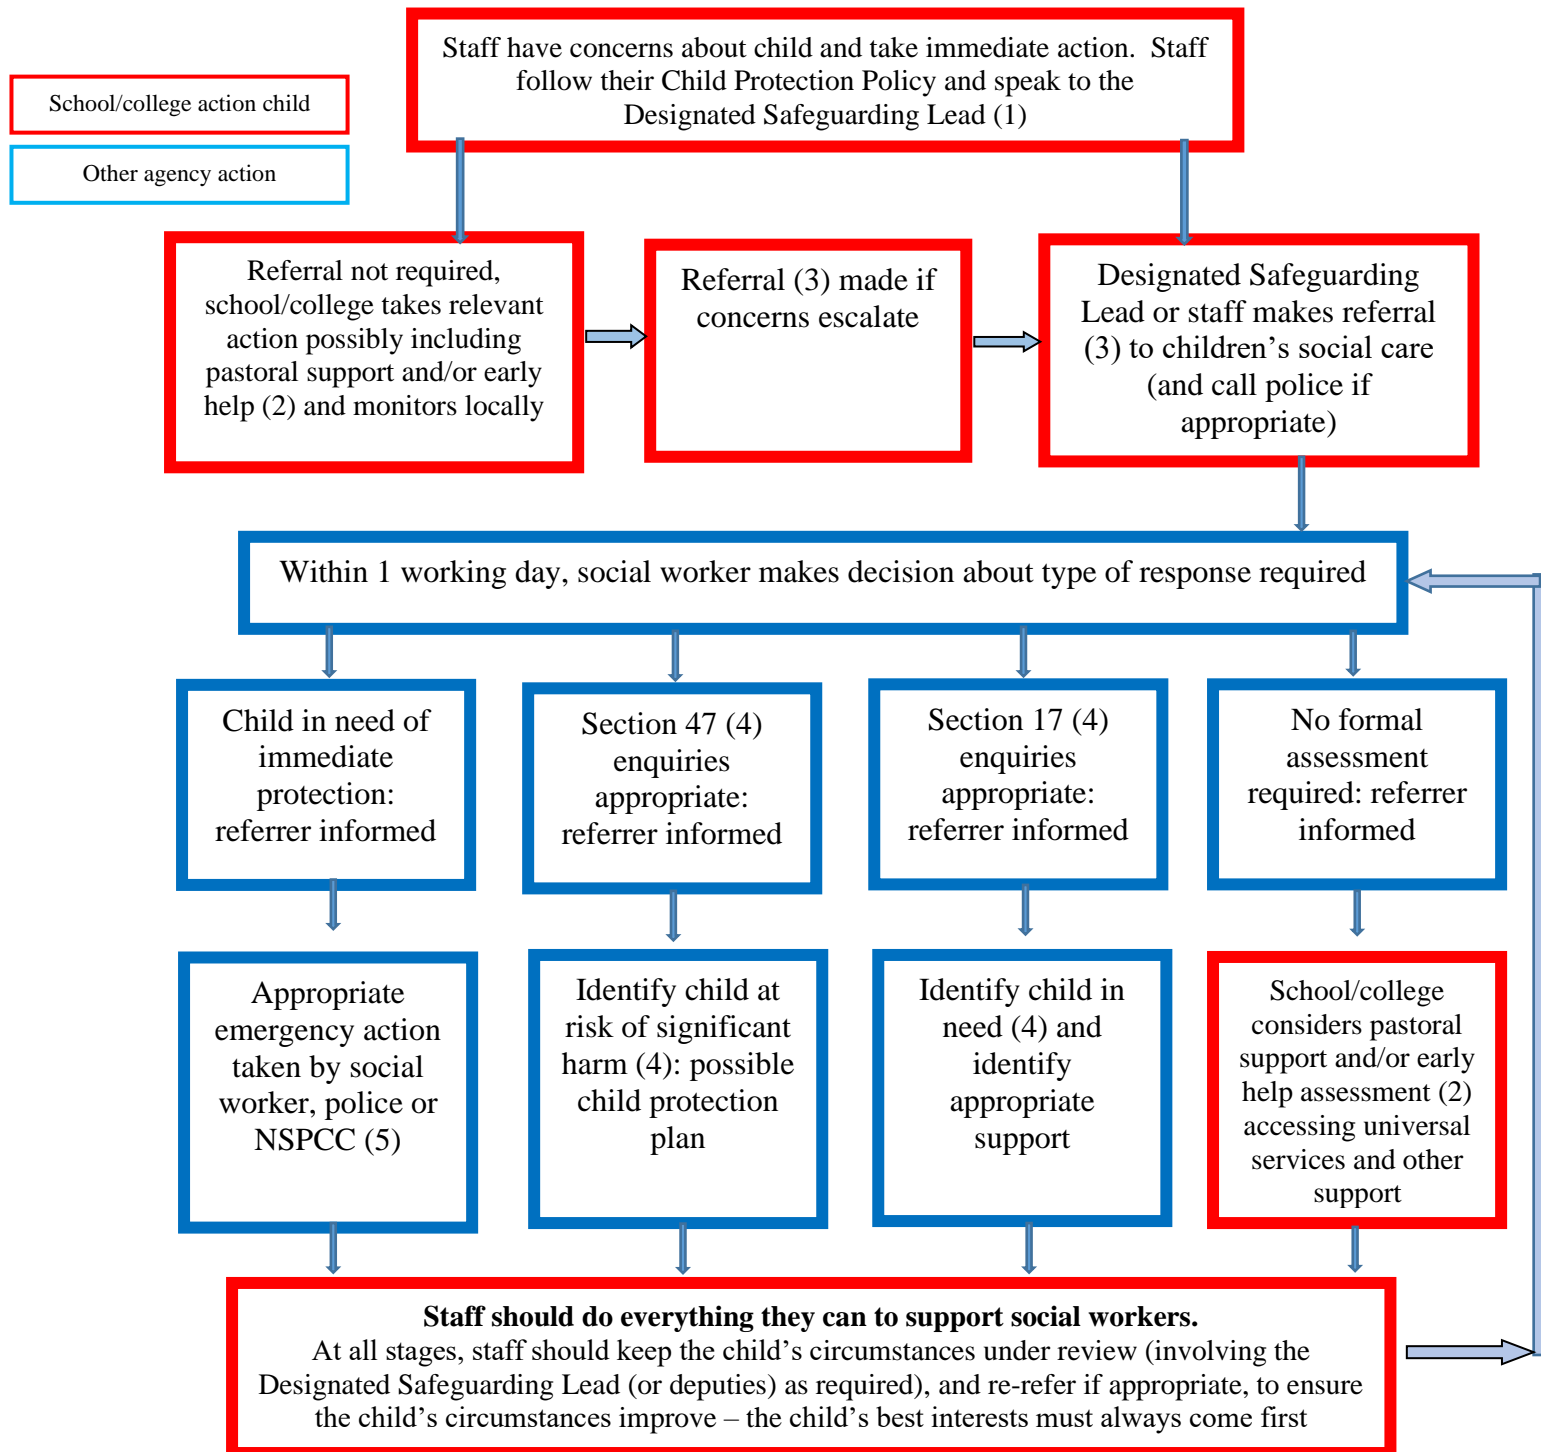 Staff have concerns about child and take immediate action.  Staff
follow their Child Protection Policy and speak to the
Designated Safeguarding Lead (1)
School/college action child
Other agency action
Referral not required,
school/college takes relevant
action possibly including
pastoral support and/or early
help (2) and monitors locally
Referral (3) made if
concerns escalate
Designated Safeguarding
Lead or staff makes referral
(3) to children’s social care
(and call police if
appropriate)
Within 1 working day, social worker makes decision about type of response required
Child in need of
immediate
protection:
referrer informed
Section 47 (4)
enquiries
appropriate:
referrer informed
Section 17 (4)
enquiries
appropriate:
referrer informed
No formal
assessment
required: referrer
informed
Appropriate
emergency action
taken by social
worker, police or
NSPCC (5)
Identify child at
risk of significant
harm (4): possible
child protection
plan
Identify child in
need (4) and
identify
appropriate
support
School/college
considers pastoral
support and/or early
help assessment (2)
accessing universal
services and other
support
Staff should do everything they can to support social workers.
At all stages, staff should keep the child’s circumstances under review (involving the
Designated Safeguarding Lead (or deputies) as required), and re-refer if appropriate, to ensure
the child’s circumstances improve – the child’s best interests must always come first